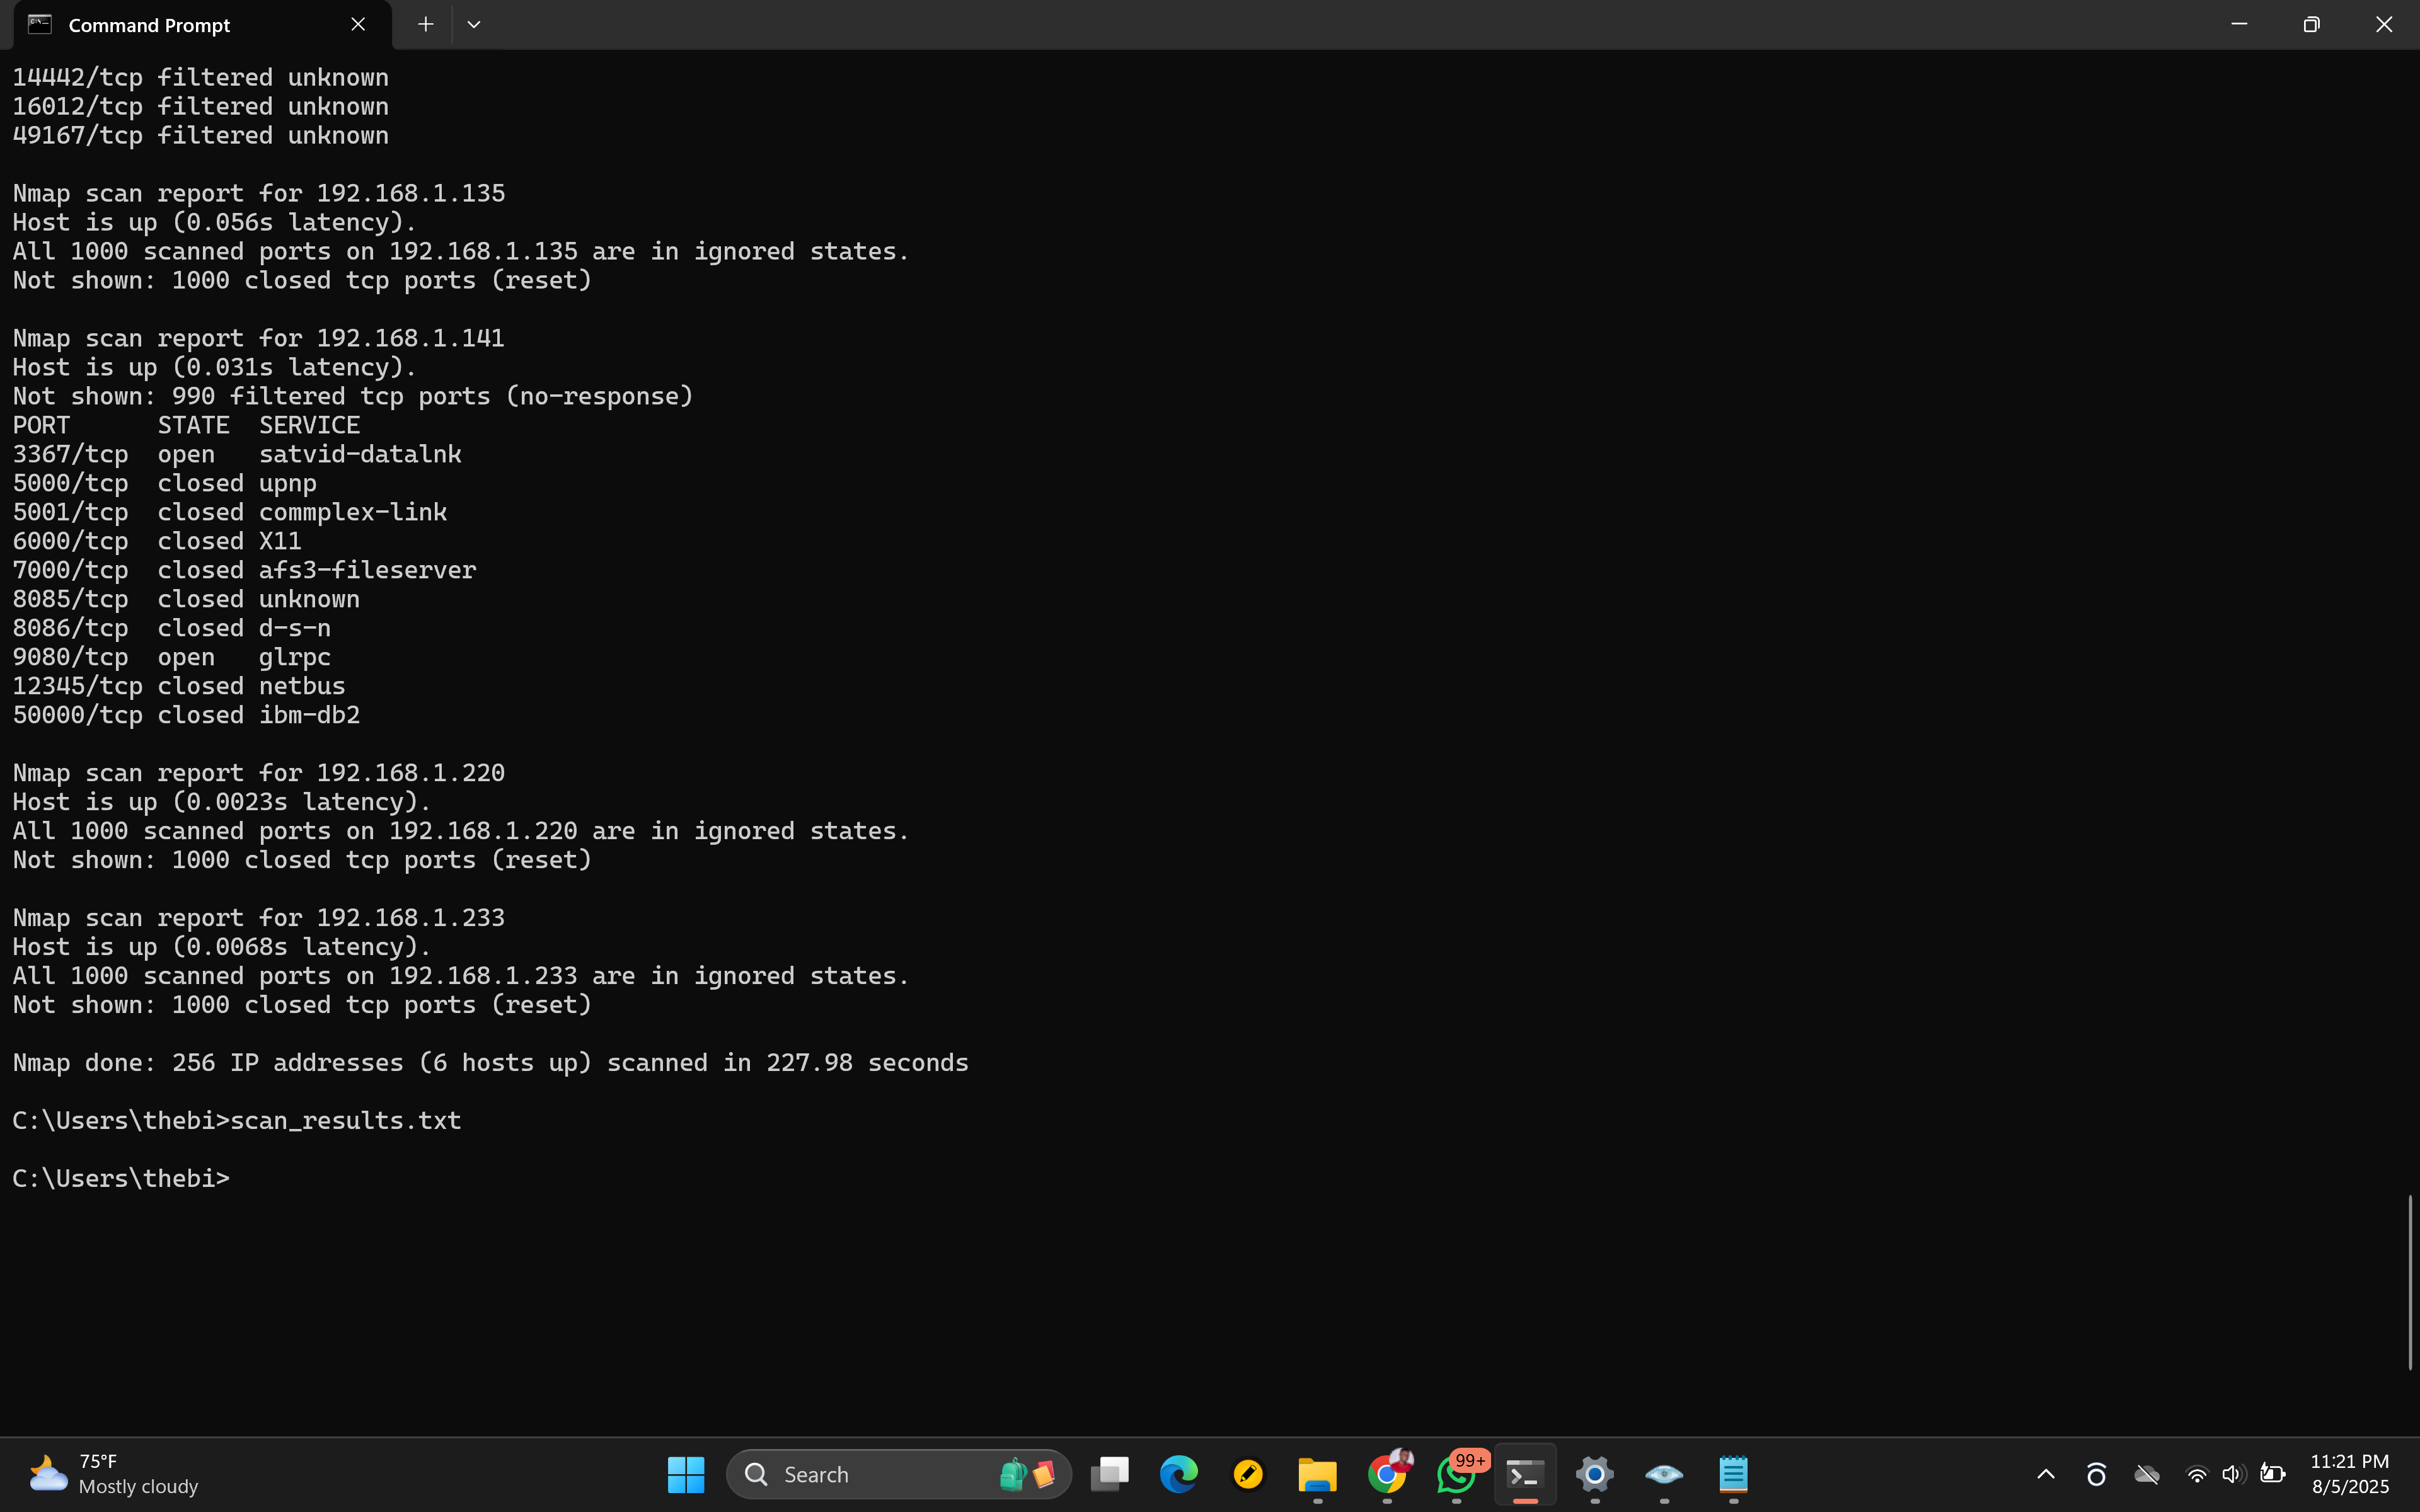 Command Prompt
14442/tcp filtered unknown
16012/tcp filtered unknown
49167/tcp filtered unknown
Nmap scan report for 192.168.1.135
Host is up (0.056s latency).
All 1000 scanned ports on 192.168.1.135 are in ignored states.
Not shown: 1000 closed tcp ports (reset)
Nmap scan report for 192.168.1.141
Host is up (0.031s latency).
Not shown: 990 filtered tcp ports (no-response)
PORT      STATE  SERVICE
3367/tcp  open   satvid-datalnk
5000/tcp  closed upnp
5001/tcp  closed commplex-link
6000/tcp  closed X11
7000/tcp  closed afs3-fileserver
8085/tcp  closed unknown
8086/tcp  closed d-s-n
9080/tcp  open   glrpc
12345/tcp closed netbus
50000/tcp closed ibm-db2
Nmap scan report for 192.168.1.220
Host is up (0.0023s latency).
All 1000 scanned ports on 192.168.1.220 are in ignored states.
Not shown: 1000 closed tcp ports (reset)
Nmap scan report for 192.168.1.233
Host is up (0.0068s latency).
All 1000 scanned ports on 192.168.1.233 are in ignored states.
Not shown: 1000 closed tcp ports (reset)
Nmap done: 256 IP addresses (6 hosts up) scanned in 227.98 seconds
C:\Users\thebi>scan_results.txt
C:\Users\thebi>
75°F
Mostly cloudy
Search
99+
11:21 PM
8/5/2025